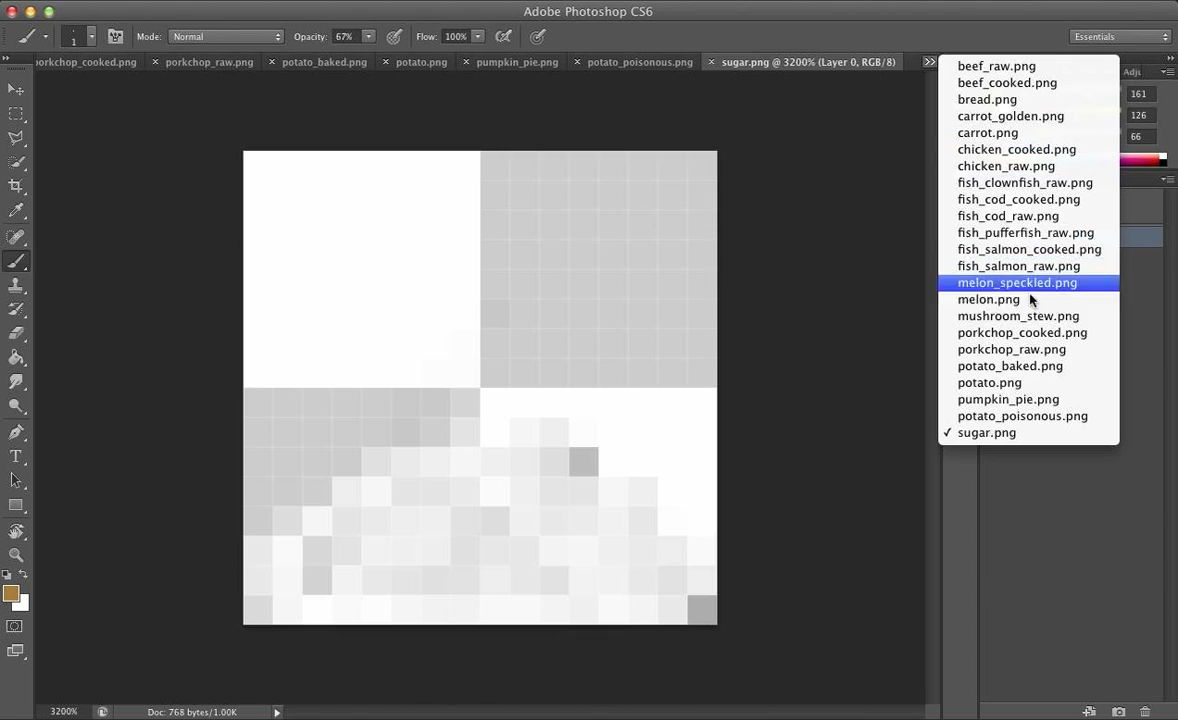 Adobe Photoshop CS6
1
Mode: Normal
Opacity: 67%
Flow: 100%
Essentials
porkchop_cooked.png
× porkchop_raw.png
× potato_baked.png
× potato.png
× pumpkin_pie.png
× potato_poisonous.png
× sugar.png @ 3200% (Layer 0, RGB/8)
Adju
161
126
66
beef_raw.png
beef_cooked.png
bread.png
carrot_golden.png
carrot.png
chicken_cooked.png
chicken_raw.png
fish_clownfish_raw.png
fish_cod_cooked.png
fish_cod_raw.png
fish_pufferfish_raw.png
fish_salmon_cooked.png
fish_salmon_raw.png
melon_speckled.png
melon.png
mushroom_stew.png
porkchop_cooked.png
porkchop_raw.png
potato_baked.png
potato.png
pumpkin_pie.png
potato_poisonous.png
✓ sugar.png
3200%
Doc: 768 bytes/1.00K